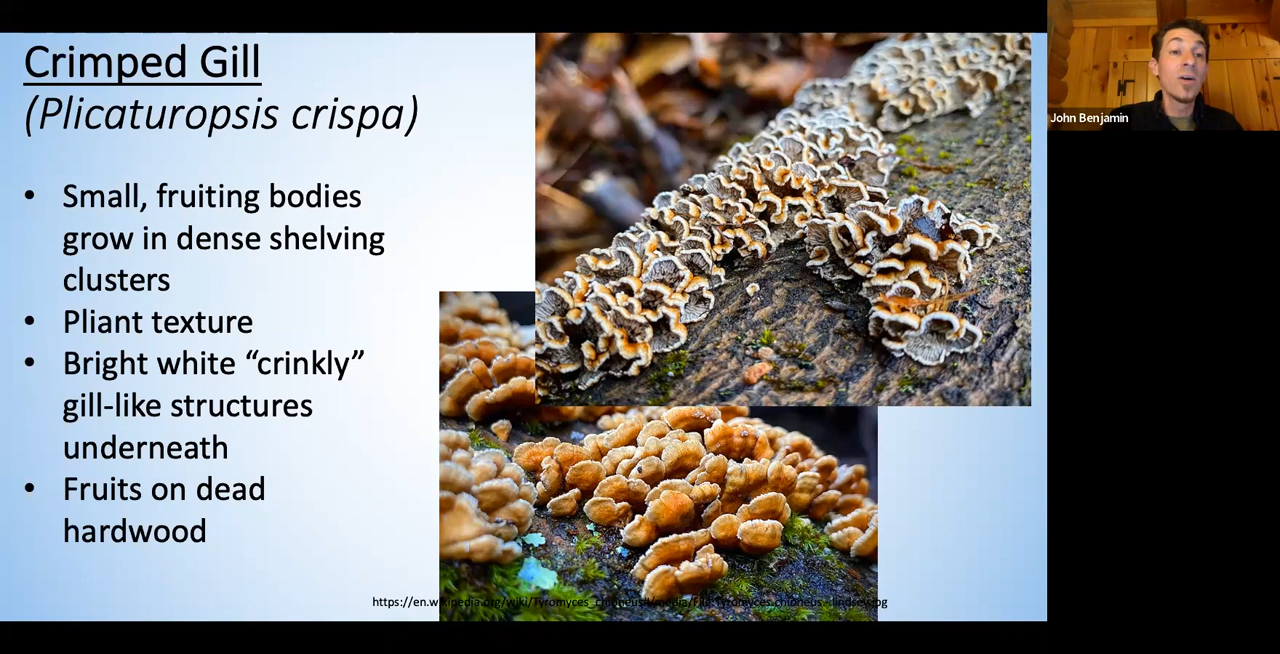 Crimped Gill
(Plicaturopsis crispa)
• Small, fruiting bodies
grow in dense shelving
clusters
• Pliant texture
• Bright white “crinkly”
gill-like structures
underneath
• Fruits on dead
hardwood
John Benjamin